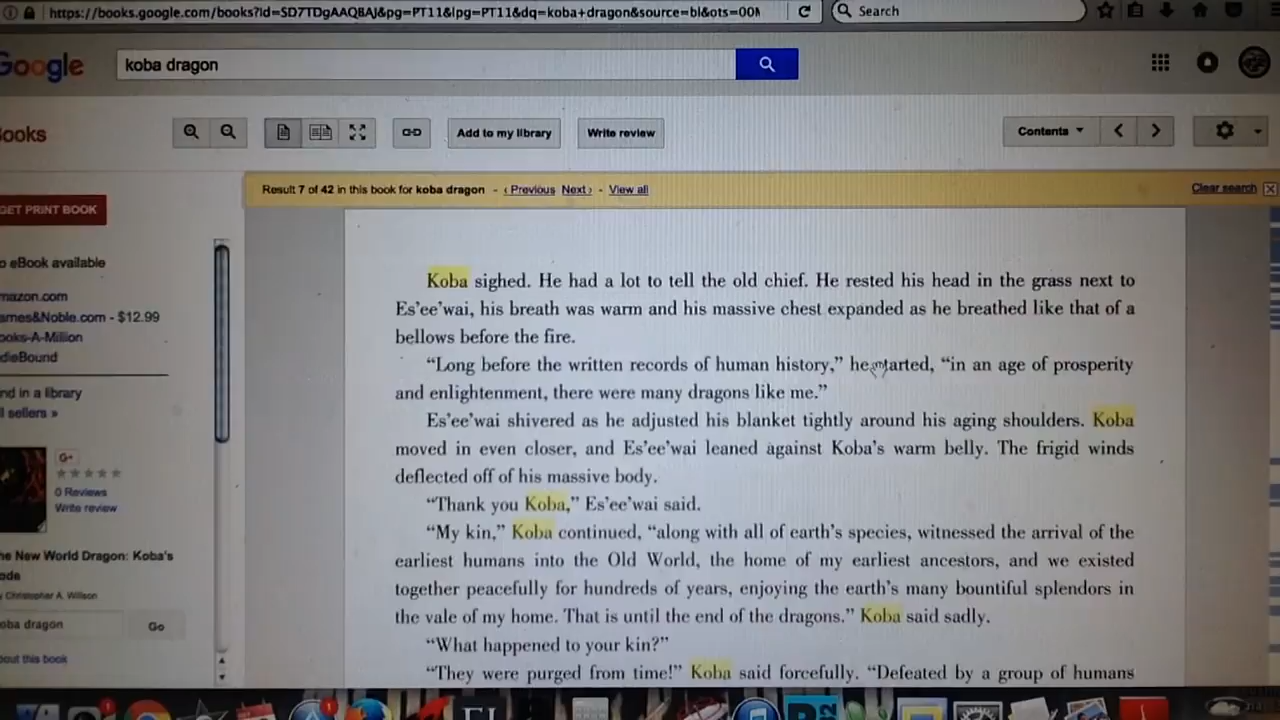 https://books.google.com/books?id=SD7TDgAAQBAJ&pg=PT11&lpg=PT11&dq=koba+dragon&source=bl&ots=00
Search
Google
koba dragon
Books
Add to my library
Write review
Contents
Result 7 of 42 in this book for koba dragon - ‹ Previous Next › - View all
Clear search
GET PRINT BOOK
o eBook available
mazon.com
ames&Noble.com - $12.99
ooks-A-Million
dieBound
nd in a library
l sellers »
G+
0 Reviews
Write review
he New World Dragon: Koba's
ode
y Christopher A. Willson
oba dragon
Go
bout this book
Koba sighed. He had a lot to tell the old chief. He rested his head in the grass next to
Es'ee'wai, his breath was warm and his massive chest expanded as he breathed like that of a
bellows before the fire.
“Long before the written records of human history,” he started, “in an age of prosperity
and enlightenment, there were many dragons like me.”
Es'ee'wai shivered as he adjusted his blanket tightly around his aging shoulders. Koba
moved in even closer, and Es'ee'wai leaned against Koba's warm belly. The frigid winds
deflected off of his massive body.
“Thank you Koba,” Es'ee'wai said.
“My kin,” Koba continued, “along with all of earth's species, witnessed the arrival of the
earliest humans into the Old World, the home of my earliest ancestors, and we existed
together peacefully for hundreds of years, enjoying the earth's many bountiful splendors in
the vale of my home. That is until the end of the dragons.” Koba said sadly.
“What happened to your kin?”
“They were purged from time!” Koba said forcefully. “Defeated by a group of humans